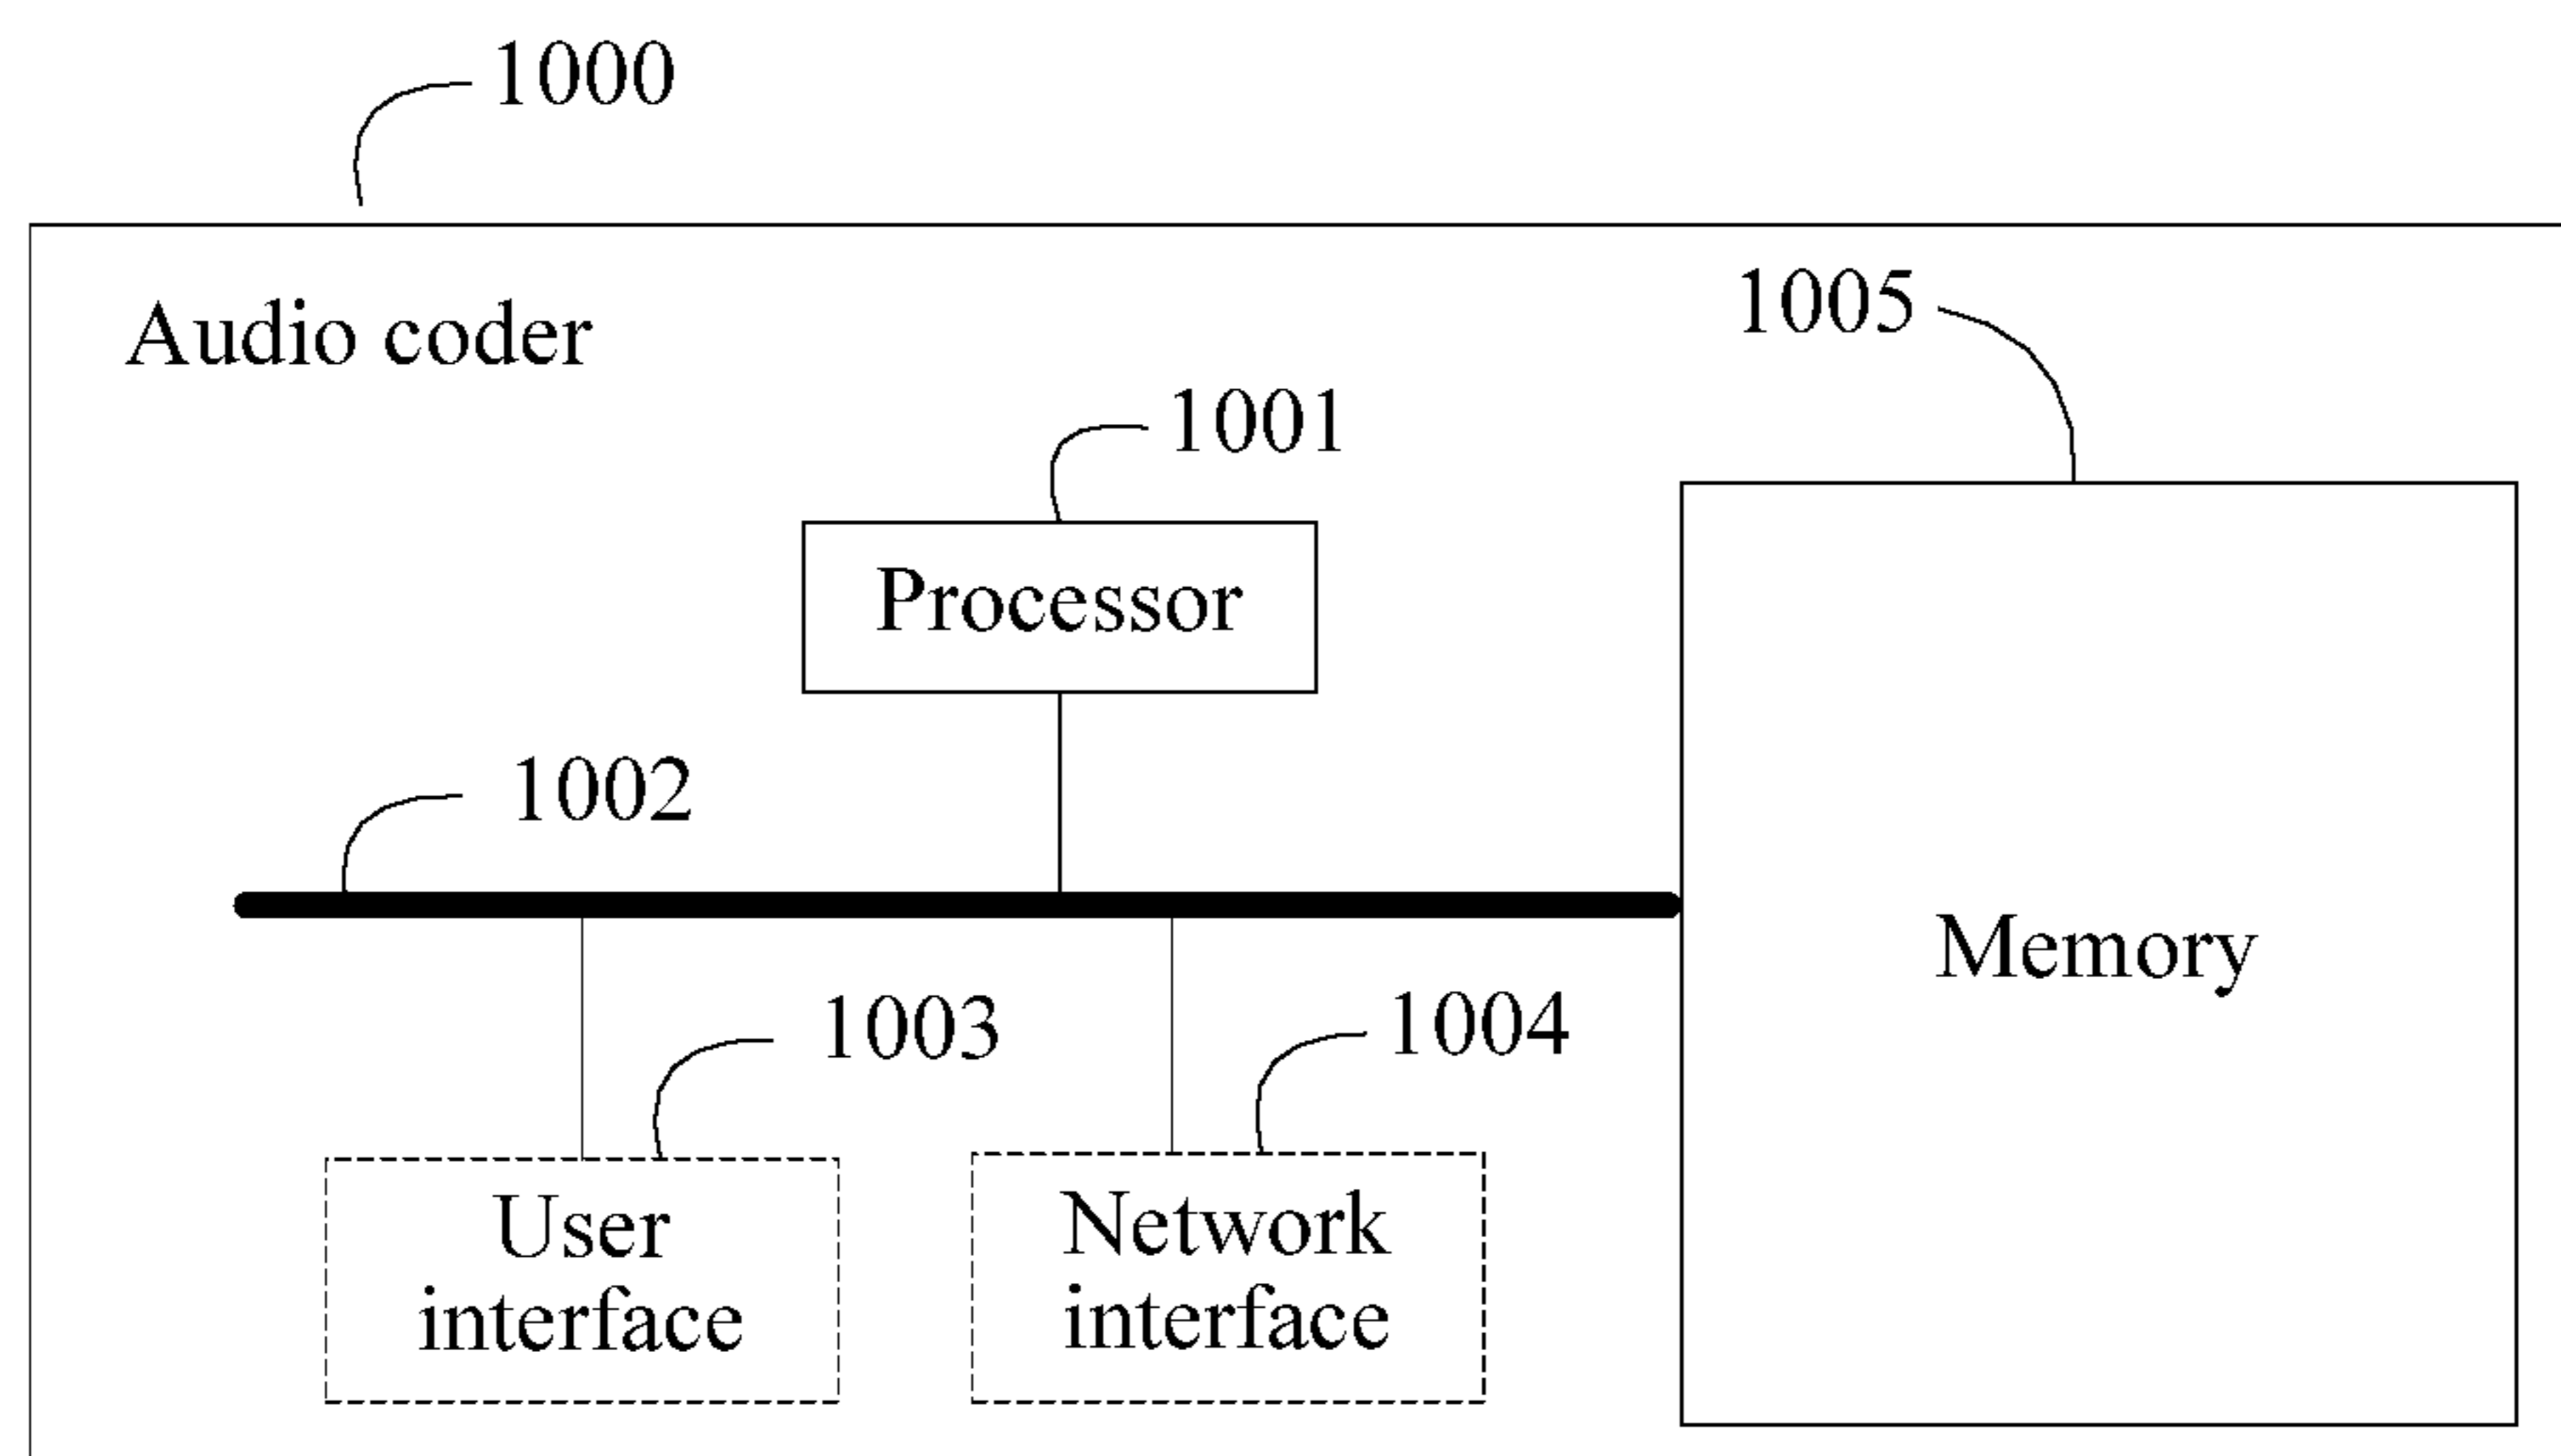 1000
Audio coder
1005
1001
Processor
1002
Memory
1003
1004
User
interface
Network
interface